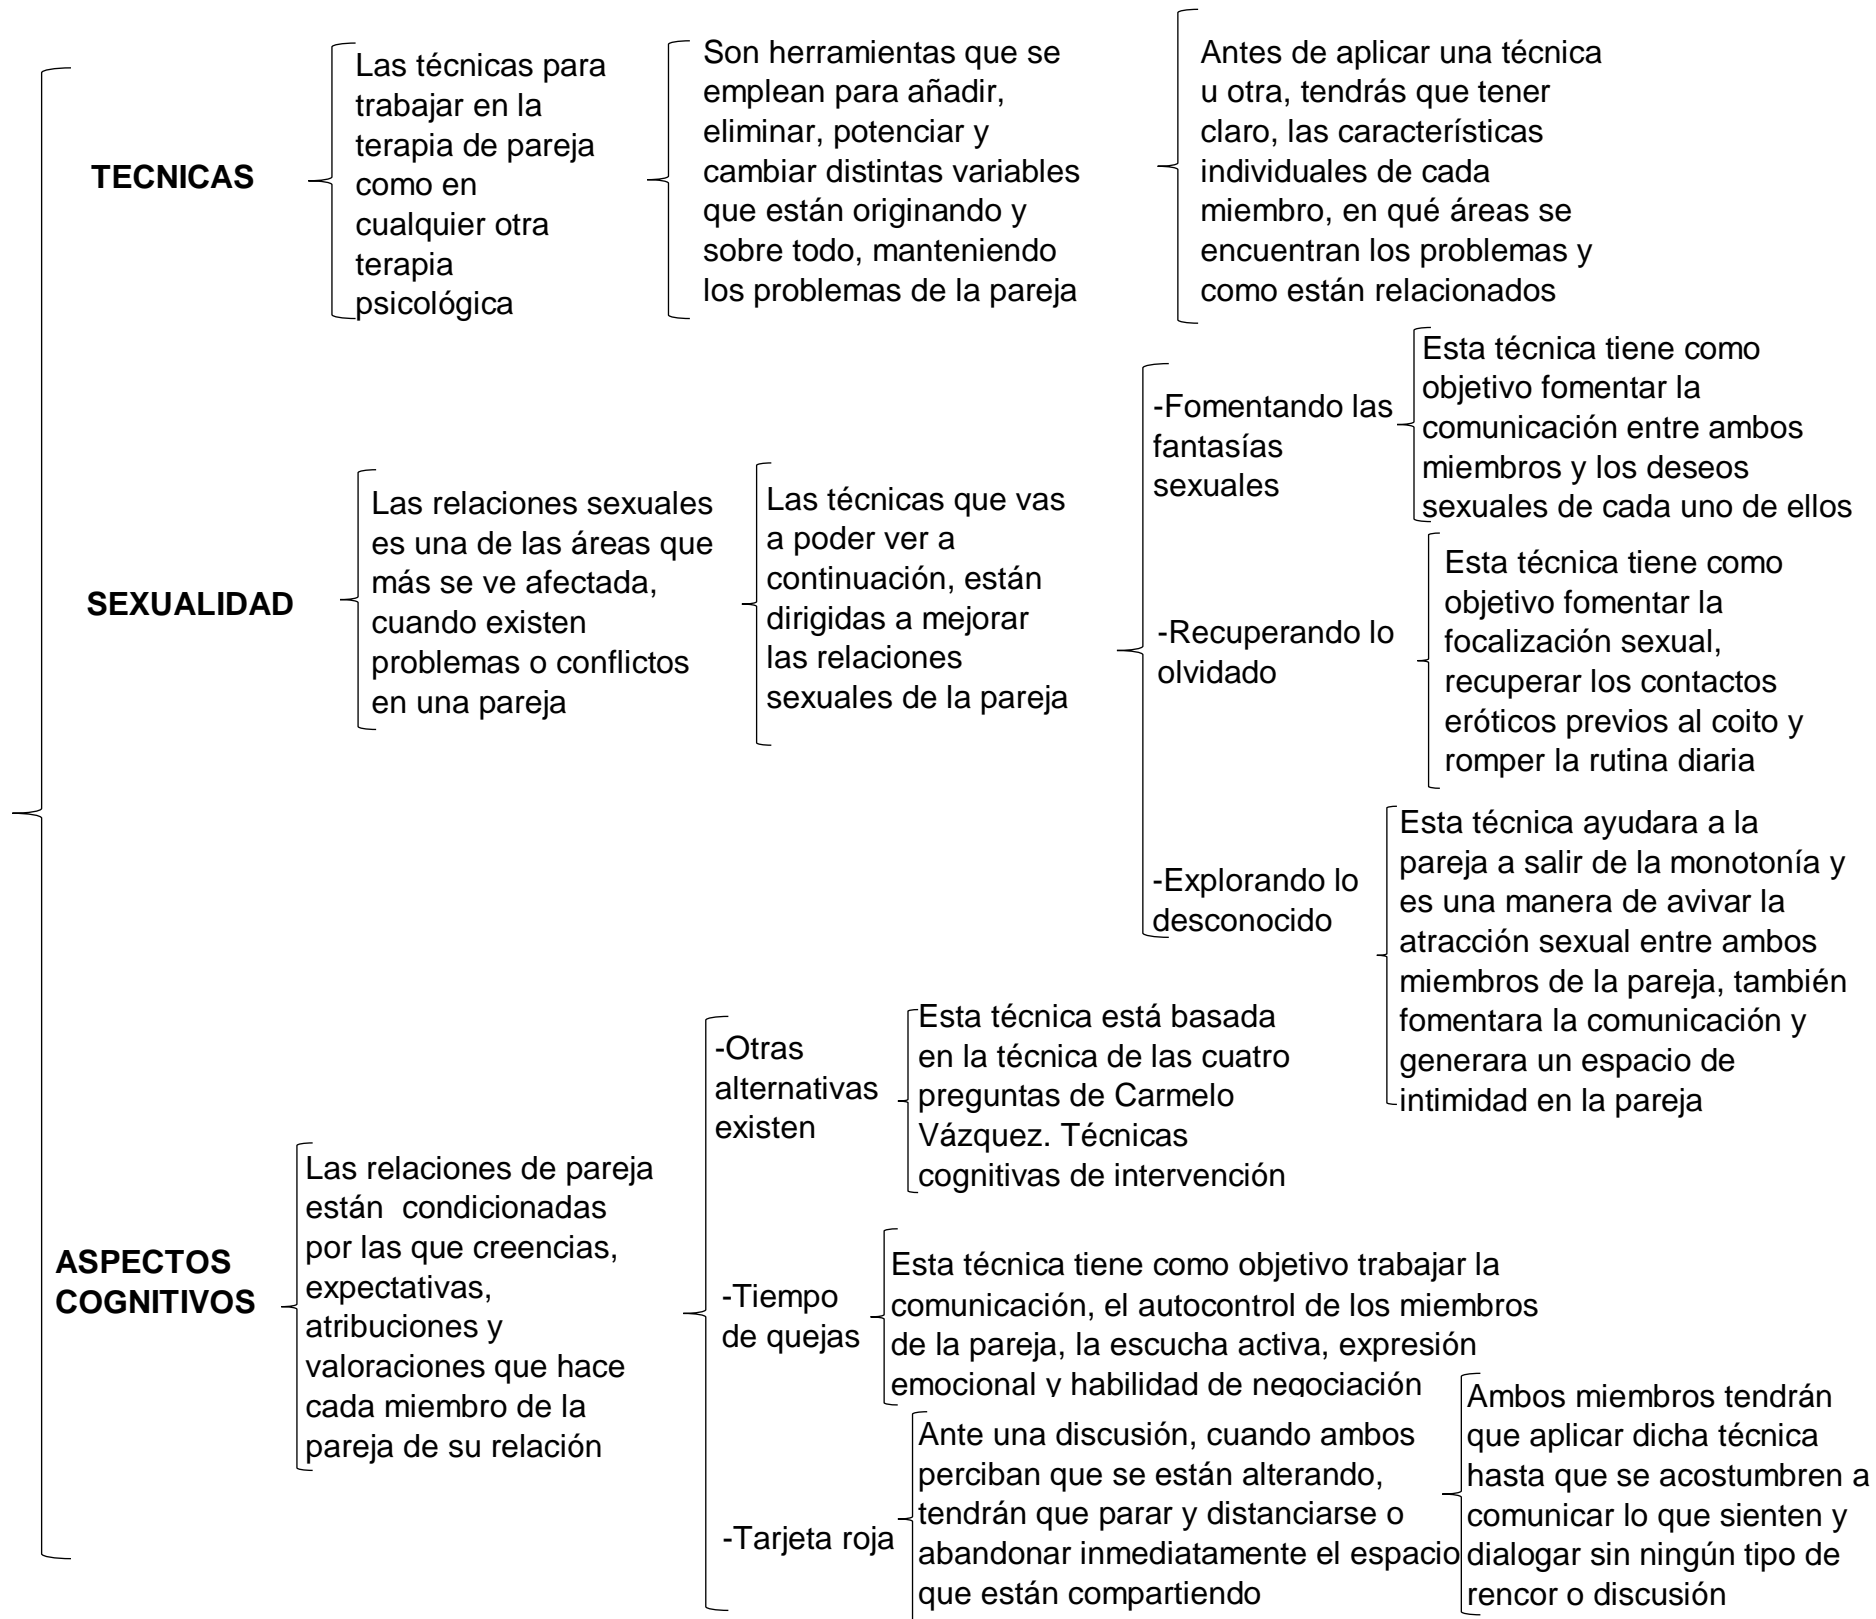 TECNICAS
Las técnicas para
trabajar en la
terapia de pareja
como en
cualquier otra
terapia
psicológica
Son herramientas que se
emplean para añadir,
eliminar, potenciar y
cambiar distintas variables
que están originando y
sobre todo, manteniendo
los problemas de la pareja
Antes de aplicar una técnica
u otra, tendrás que tener
claro, las características
individuales de cada
miembro, en qué áreas se
encuentran los problemas y
como están relacionados
SEXUALIDAD
Las relaciones sexuales
es una de las áreas que
más se ve afectada,
cuando existen
problemas o conflictos
en una pareja
Las técnicas que vas
a poder ver a
continuación, están
dirigidas a mejorar
las relaciones
sexuales de la pareja
-Fomentando las
fantasías
sexuales
Esta técnica tiene como
objetivo fomentar la
comunicación entre ambos
miembros y los deseos
sexuales de cada uno de ellos
-Recuperando lo
olvidado
Esta técnica tiene como
objetivo fomentar la
focalización sexual,
recuperar los contactos
eróticos previos al coito y
romper la rutina diaria
-Explorando lo
desconocido
Esta técnica ayudara a la
pareja a salir de la monotonía y
es una manera de avivar la
atracción sexual entre ambos
miembros de la pareja, también
fomentara la comunicación y
generara un espacio de
intimidad en la pareja
ASPECTOS
COGNITIVOS
Las relaciones de pareja
están  condicionadas
por las que creencias,
expectativas,
atribuciones y
valoraciones que hace
cada miembro de la
pareja de su relación
-Otras
alternativas
existen
Esta técnica está basada
en la técnica de las cuatro
preguntas de Carmelo
Vázquez. Técnicas
cognitivas de intervención
-Tiempo
de quejas
Esta técnica tiene como objetivo trabajar la
comunicación, el autocontrol de los miembros
de la pareja, la escucha activa, expresión
emocional y habilidad de negociación
-Tarjeta roja
Ante una discusión, cuando ambos
perciban que se están alterando,
tendrán que parar y distanciarse o
abandonar inmediatamente el espacio
que están compartiendo
Ambos miembros tendrán
que aplicar dicha técnica
hasta que se acostumbren a
comunicar lo que sienten y
dialogar sin ningún tipo de
rencor o discusión